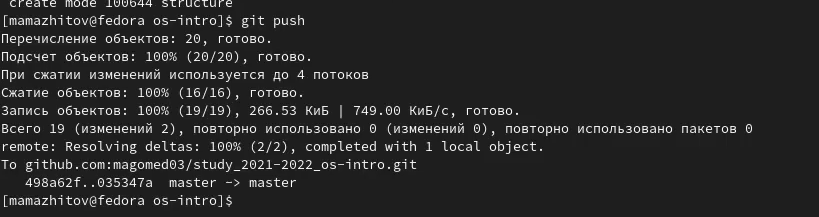 create mode 100644 structure
[mamazhitov@fedora os-intro]$ git push
Перечисление объектов: 20, готово.
Подсчет объектов: 100% (20/20), готово.
При сжатии изменений используется до 4 потоков
Сжатие объектов: 100% (16/16), готово.
Запись объектов: 100% (19/19), 266.53 КиБ | 749.00 КиБ/с, готово.
Всего 19 (изменений 2), повторно использовано 0 (изменений 0), повторно использовано пакетов 0
remote: Resolving deltas: 100% (2/2), completed with 1 local object.
To github.com:magomed03/study_2021-2022_os-intro.git
   498a62f..035347a  master -> master
[mamazhitov@fedora os-intro]$